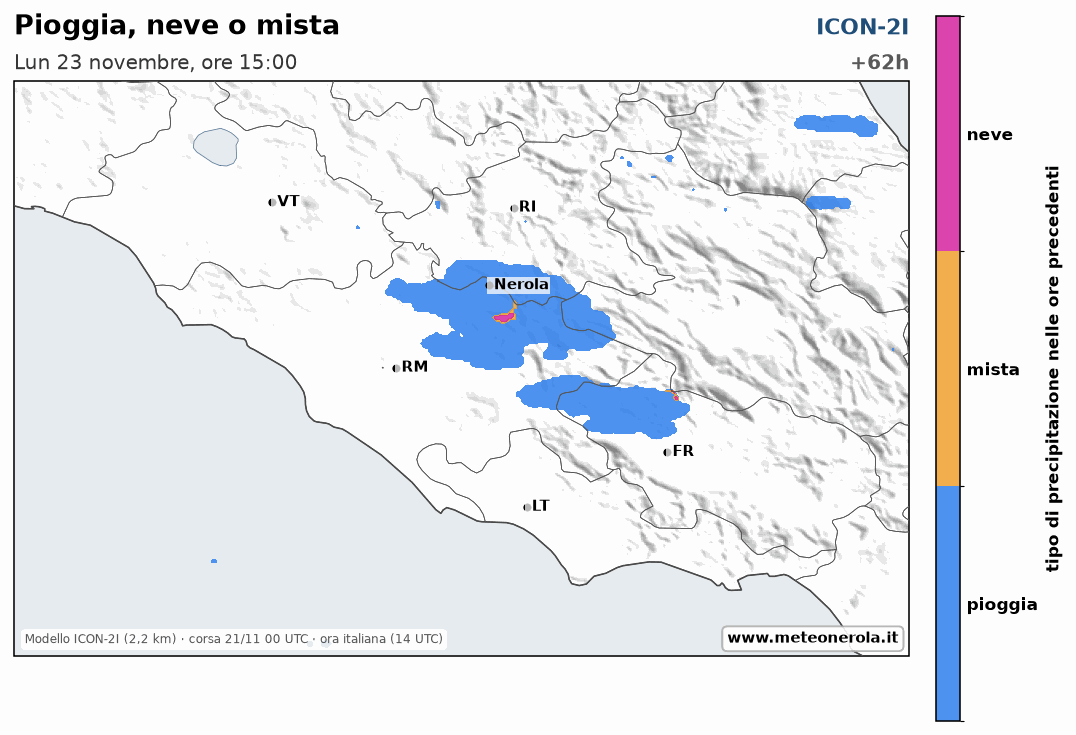 Pioggia, neve o mista
ICON-2I
Lun 23 novembre, ore 15:00
+62h
neve
VT
RI
Nerola
RM
mista
tipo di precipitazione nelle ore precedenti
FR
LT
pioggia
Modello ICON-2I (2,2 km) · corsa 21/11 00 UTC · ora italiana (14 UTC)
www.meteonerola.it